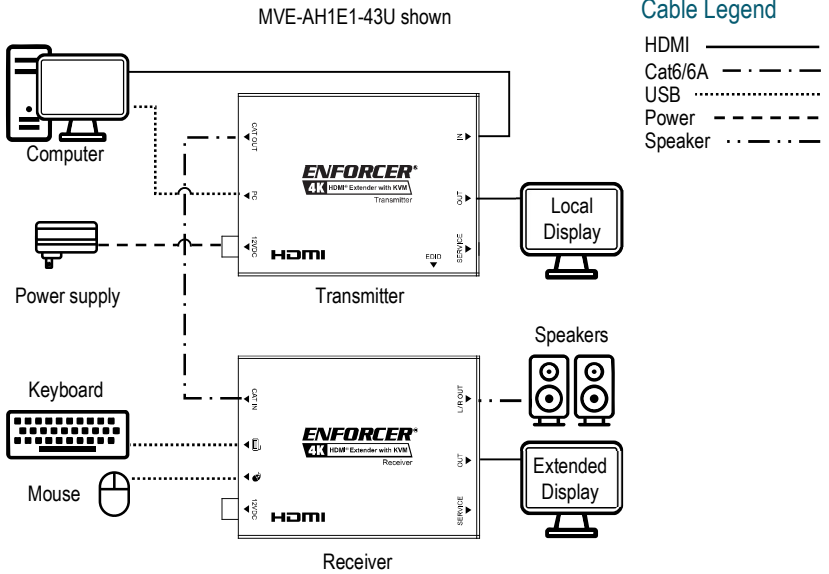 MVE-AH1E1-43U shown
Cable Legend
HDMI
Cat6/6A
USB
Power
Speaker
Computer
Power supply
CAT OUT
PC
12VDC
ENFORCER®
4K HDMI® Extender with KVM
Transmitter
HDMI
EDID
IN
OUT
SERVICE
Local
Display
Transmitter
Keyboard
Mouse
CAT IN
12VDC
ENFORCER®
4K HDMI® Extender with KVM
Receiver
HDMI
L/R OUT
OUT
SERVICE
Speakers
Extended
Display
Receiver